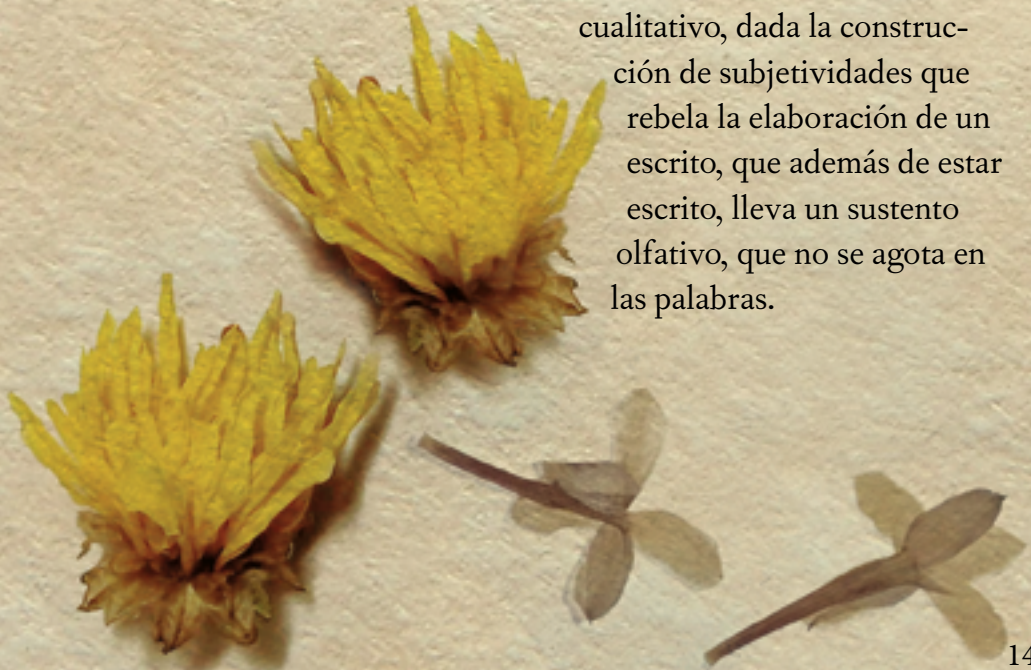 cualitativo, dada la construc-
ción de subjetividades que
rebela la elaboración de un
escrito, que además de estar
escrito, lleva un sustento
olfativo, que no se agota en
las palabras.
14